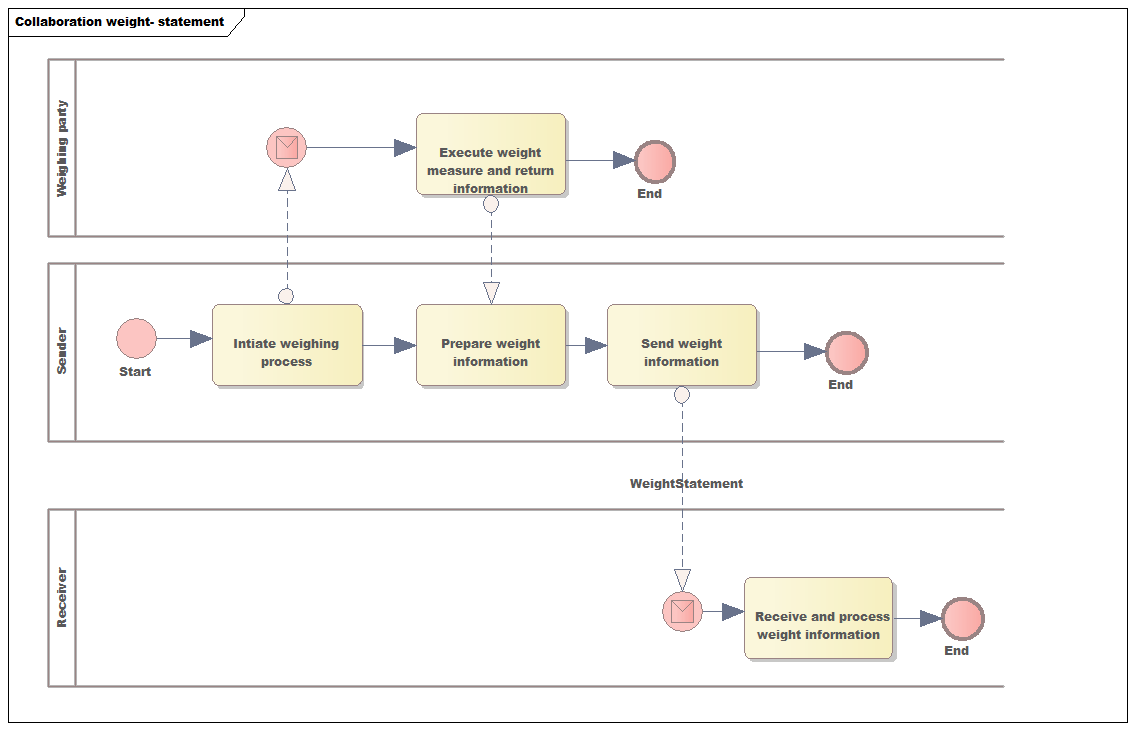 Collaboration weight- statement
Weighing party
Execute weight
measure and return
information
End
Sender
Start
Intiate weighing
process
Prepare weight
information
Send weight
information
End
WeightStatement
Receiver
Receive and process
weight information
End